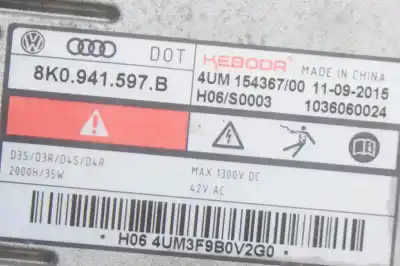 DOT
KEBODA MADE IN CHINA
8K0.941.597.B
4UM 154367/00 11-09-2015
H06/S0003 1036060024
D3S/D3R/D4S/D4R
2000H/35W
MAX 1300V DC
42V AC
* H06 4UM3F9B0V2G0 *